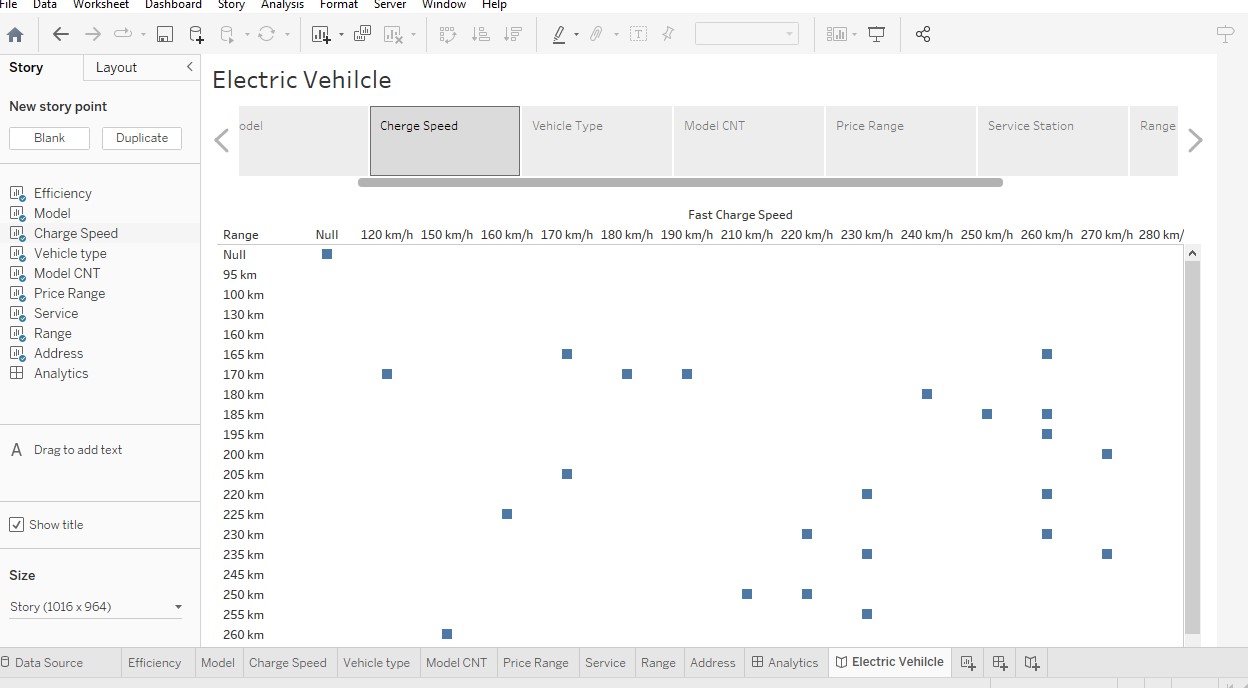 File Data Worksheet Dashboard Story Analysis Format Server Window Help
Story Layout
New story point
Blank Duplicate
Efficiency
Model
Charge Speed
Vehicle type
Model CNT
Price Range
Service
Range
Address
Analytics
A Drag to add text
Show title
Size
Story (1016 x 964)
Electric Vehilcle
odel Cherge Speed Vehicle Type Model CNT Price Range Service Station Range
Fast Charge Speed
Range Null 120 km/h 150 km/h 160 km/h 170 km/h 180 km/h 190 km/h 210 km/h 220 km/h 230 km/h 240 km/h 250 km/h 260 km/h 270 km/h 280 km/
Null
95 km
100 km
130 km
160 km
165 km
170 km
180 km
185 km
195 km
200 km
205 km
220 km
225 km
230 km
235 km
245 km
250 km
255 km
260 km
Data Source Efficiency Model Charge Speed Vehicle type Model CNT Price Range Service Range Address Analytics Electric Vehilcle